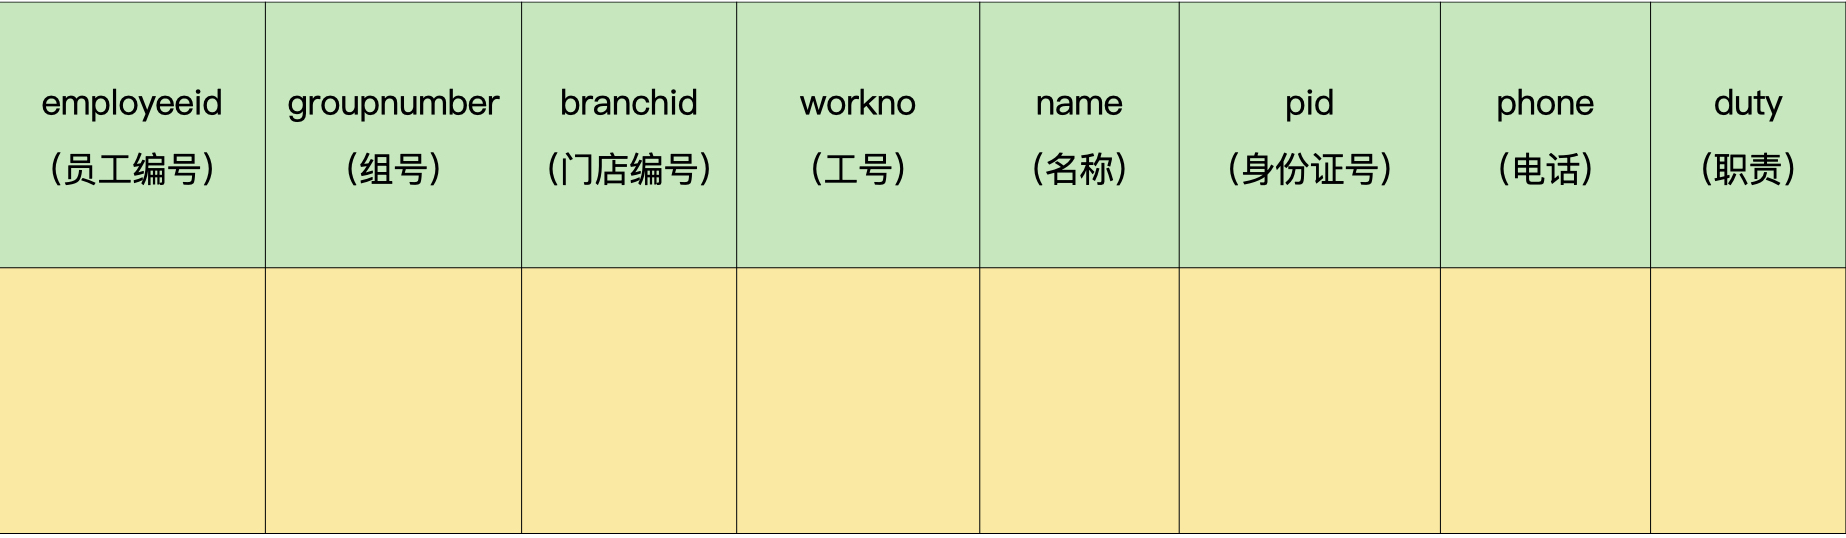 employeeid
（员工编号）
groupnumber
（组号）
branchid
（门店编号）
workno
（工号）
name
（名称）
pid
（身份证号）
phone
（电话）
duty
（职责）